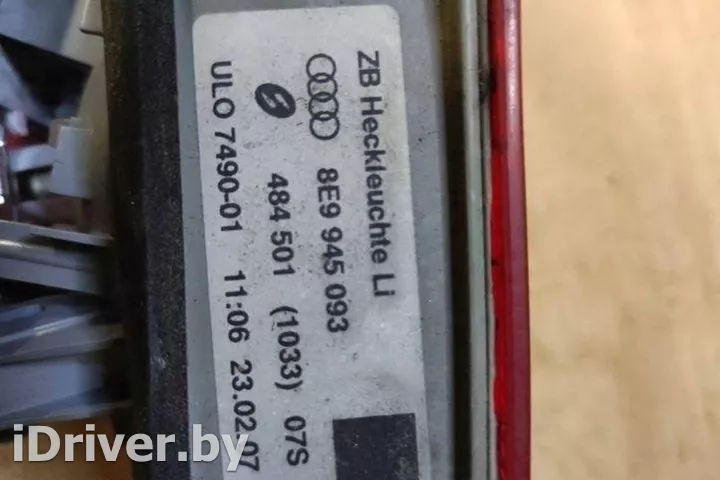 ZB Heckleuchte Li
8E9 945 093
484 501 (1033) 07S
ULO 7490-01 11:06 23.02.07
iDriver.by